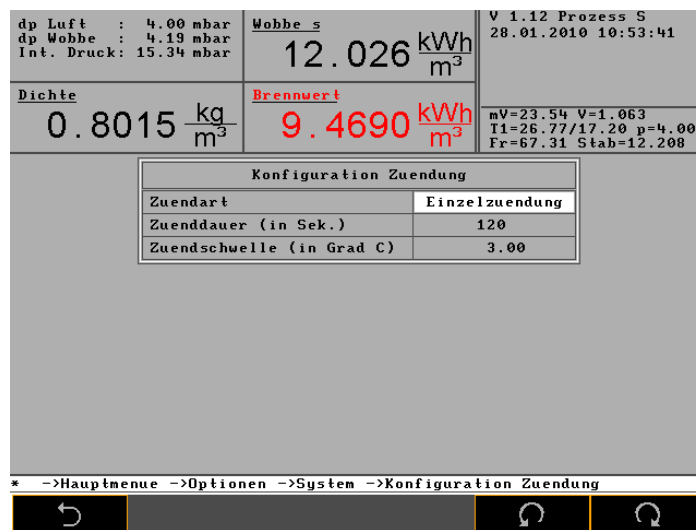 dp Luft : 4.00 mbar
dp Wobbe : 4.19 mbar
Int. Druck: 15.34 mbar
Wobbe s
12.026 kWh/m³
V 1.12 Prozess S
28.01.2010 10:53:41
Dichte
0.8015 kg/m³
Brennwert
9.4690 kWh/m³
mV=23.54 V=1.063
T1=26.77/17.20 p=4.00
Fr=67.31 Stab=12.208
Konfiguration Zuendung
Zuendart Einzelzuendung
Zuenddauer (in Sek.) 120
Zuendschwelle (in Grad C) 3.00
* ->Hauptmenue ->Optionen ->System ->Konfiguration Zuendung